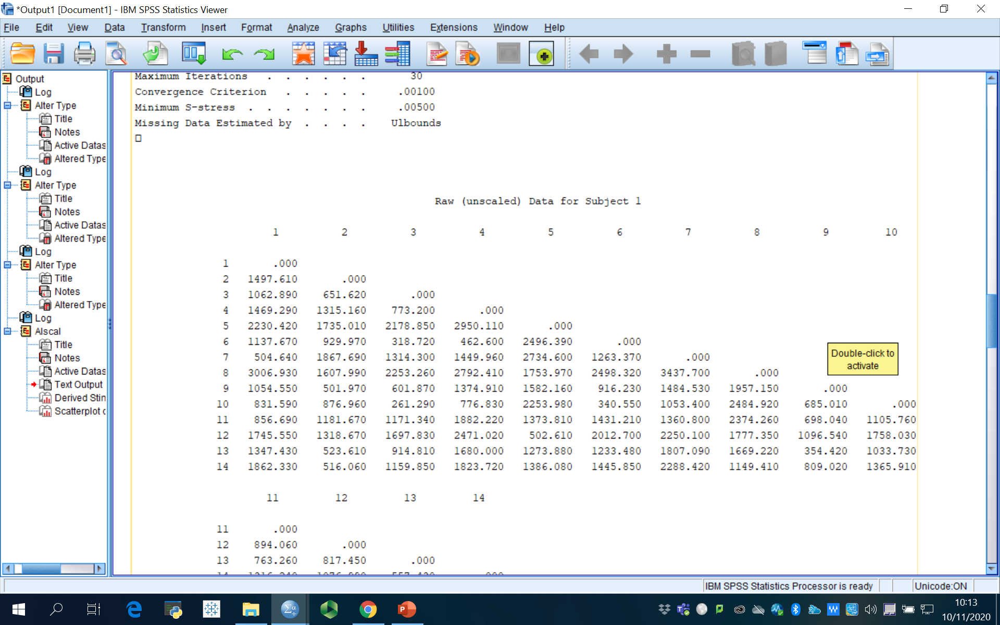 *Output1 [Document1] - IBM SPSS Statistics Viewer
File Edit View Data Transform Insert Format Analyze Graphs Utilities Extensions Window Help
Output
Log
Alter Type
Title
Notes
Active Datas
Altered Type
Log
Alter Type
Title
Notes
Active Datas
Altered Type
Log
Alter Type
Title
Notes
Altered Type
Log
Alscal
Title
Notes
Active Datas
Text Output
Derived Stin
Scatterplot c
Maximum Iterations . . . . . . 30
Convergence Criterion . . . . . .00100
Minimum S-stress . . . . . . . .00500
Missing Data Estimated by . . . . Ulbounds
Raw (unscaled) Data for Subject 1
1 2 3 4 5 6 7 8 9 10
1 .000
2 1497.610 .000
3 1062.890 651.620 .000
4 1469.290 1315.160 773.200 .000
5 2230.420 1735.010 2178.850 2950.110 .000
6 1137.670 929.970 318.720 462.600 2496.390 .000
7 504.640 1867.690 1314.300 1449.960 2734.600 1263.370 .000
8 3006.930 1607.990 2253.260 2792.410 1753.970 2498.320 3437.700 .000
9 1054.550 501.970 601.870 1374.910 1582.160 916.230 1484.530 1957.150 .000
10 831.590 876.960 261.290 776.830 2253.980 340.550 1053.400 2484.920 685.010 .000
11 856.690 1181.670 1171.340 1882.220 1373.810 1431.210 1360.800 2374.260 698.040 1105.760
12 1745.550 1318.670 1697.830 2471.020 502.610 2012.700 2250.100 1777.350 1096.540 1758.030
13 1347.430 523.610 914.810 1680.000 1273.880 1233.480 1807.090 1669.220 354.420 1033.730
14 1862.330 516.060 1159.850 1823.720 1386.080 1445.850 2288.420 1149.410 809.020 1365.910
11 12 13 14
11 .000
12 894.060 .000
13 763.260 817.450 .000
Double-click to
activate
IBM SPSS Statistics Processor is ready
Unicode:ON
10:13
10/11/2020